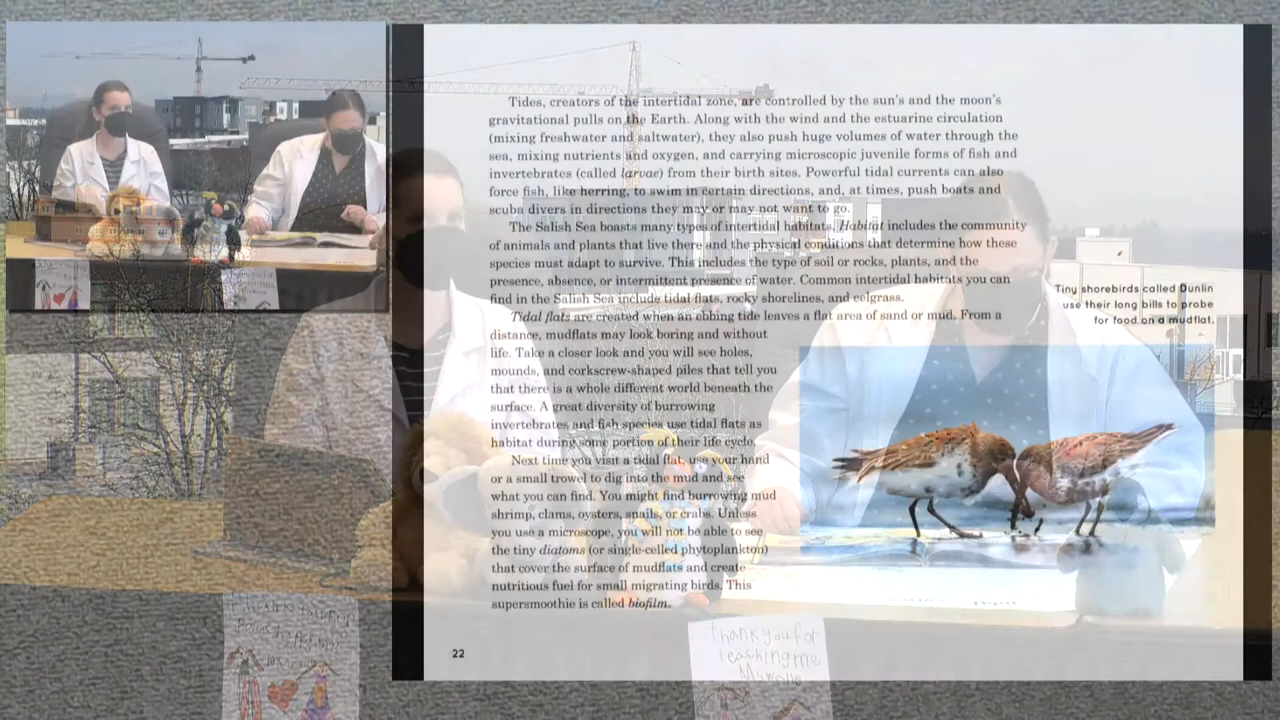 Tides, creators of the intertidal zone, are controlled by the sun's and the moon's
gravitational pulls on the Earth. Along with the wind and the estuarine circulation
(mixing freshwater and saltwater), they also push huge volumes of water through the
sea, mixing nutrients and oxygen, and carrying microscopic juvenile forms of fish and
invertebrates (called larvae) from their birth sites. Powerful tidal currents can also
force fish, like herring, to swim in certain directions, and, at times, push boats and
scuba divers in directions they may or may not want to go.
The Salish Sea boasts many types of intertidal habitats. Habitat includes the community
of animals and plants that live there and the physical conditions that determine how these
species must adapt to survive. This includes the type of soil or rocks, plants, and the
presence, absence, or intermittent presence of water. Common intertidal habitats you can
find in the Salish Sea include tidal flats, rocky shorelines, and eelgrass.
Tidal flats are created when an ebbing tide leaves a flat area of sand or mud. From a
distance, mudflats may look boring and without
life. Take a closer look and you will see holes,
mounds, and corkscrew-shaped piles that tell you
that there is a whole different world beneath the
surface. A great diversity of burrowing
invertebrates and fish species use tidal flats as
habitat during some portion of their life cycle.
Next time you visit a tidal flat, use your hand
or a small trowel to dig into the mud and see
what you can find. You might find burrowing mud
shrimp, clams, oysters, snails, or crabs. Unless
you use a microscope, you will not be able to see
the tiny diatoms (or single-celled phytoplankton)
that cover the surface of mudflats and create
nutritious fuel for small migrating birds. This
supersmoothie is called biofilm.
Tiny shorebirds called Dunlin
use their long bills to probe
for food on a mudflat.
22
Thank you for
Thank you for
teaching me